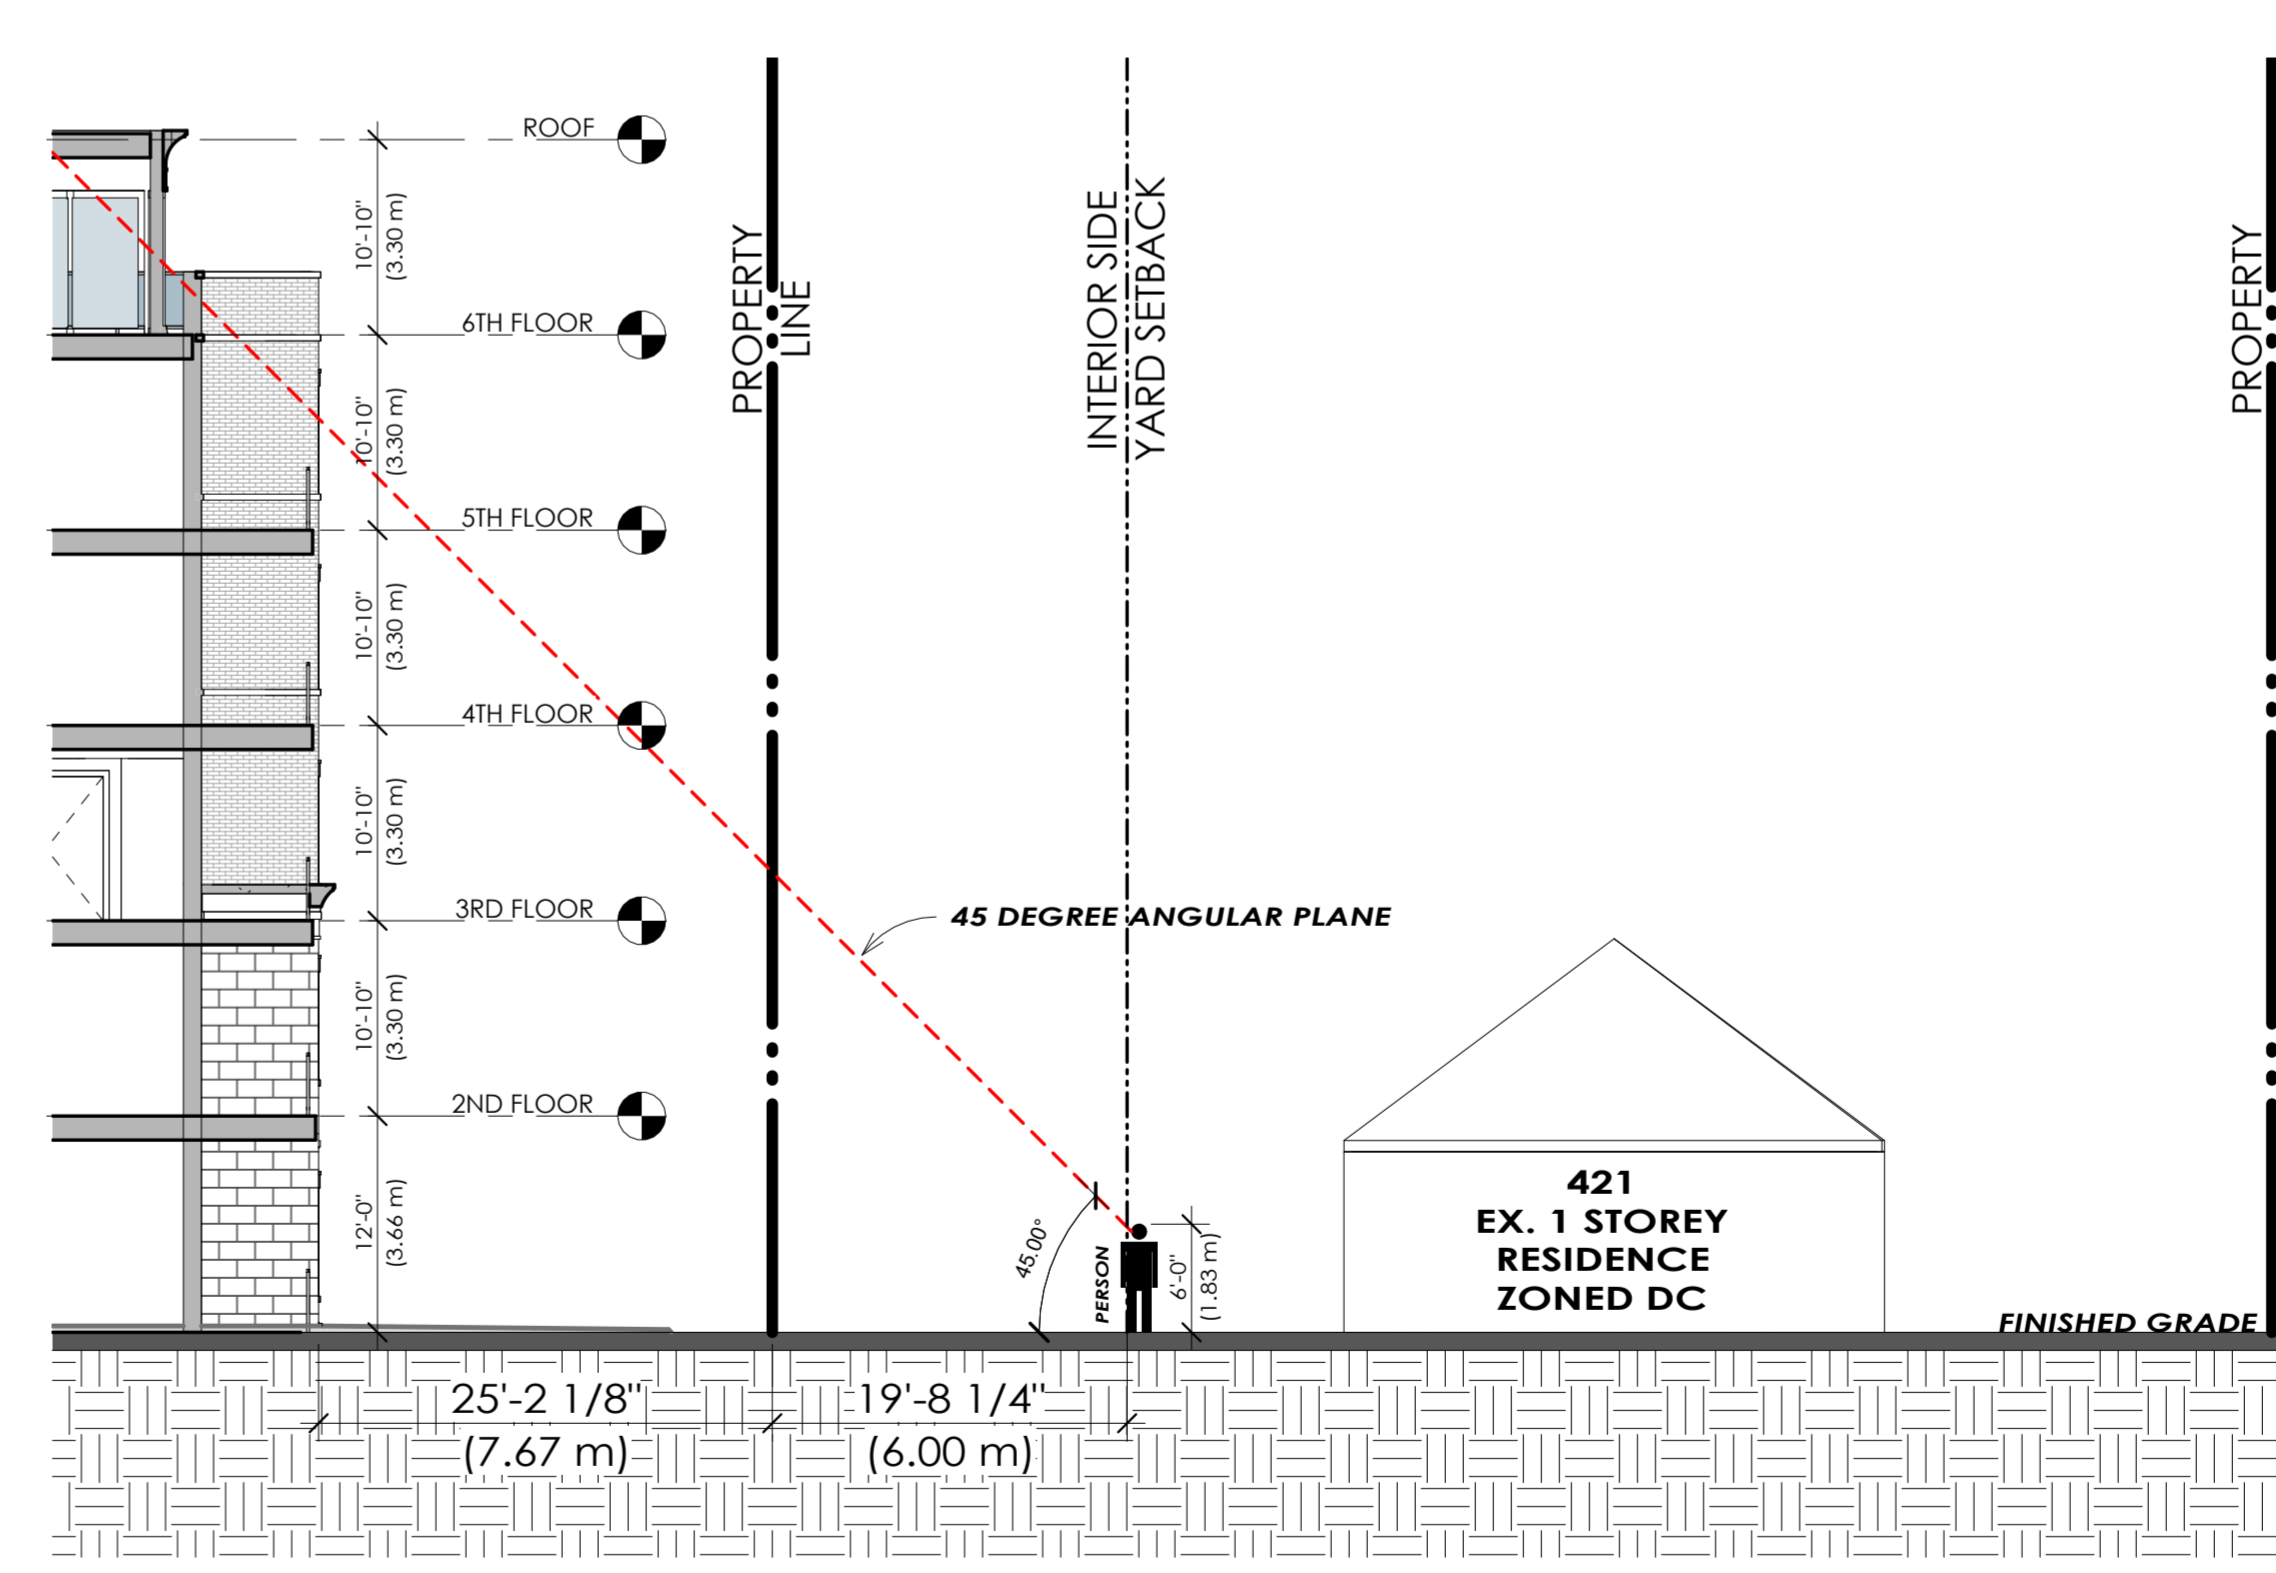 ROOF
10'-10"
(3.30 m)
6TH FLOOR
10'-10"
(3.30 m)
5TH FLOOR
10'-10"
(3.30 m)
4TH FLOOR
10'-10"
(3.30 m)
3RD FLOOR
10'-10"
(3.30 m)
2ND FLOOR
12'-0"
(3.66 m)
PROPERTY
LINE
INTERIOR SIDE
YARD SETBACK
PROPERTY
45 DEGREE ANGULAR PLANE
45.00°
PERSON
6'-0"
(1.83 m)
421
EX. 1 STOREY
RESIDENCE
ZONED DC
FINISHED GRADE
25'-2 1/8"
(7.67 m)
19'-8 1/4"
(6.00 m)